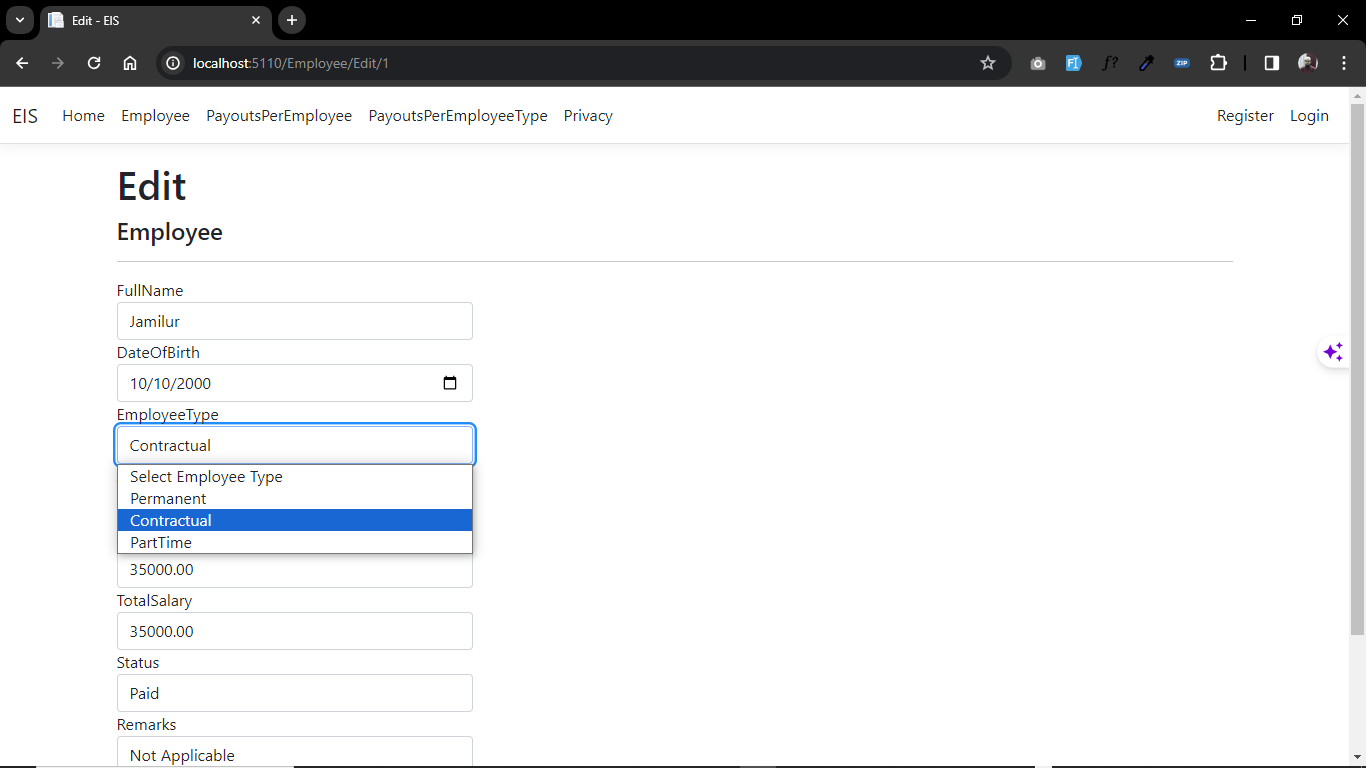 Edit - EIS
localhost:5110/Employee/Edit/1
f?
ZIP
EIS Home Employee PayoutsPerEmployee PayoutsPerEmployeeType Privacy Register Login
Edit
Employee
FullName
Jamilur
DateOfBirth
10/10/2000
EmployeeType
Contractual
Select Employee Type
Permanent
Contractual
PartTime
35000.00
TotalSalary
35000.00
Status
Paid
Remarks
Not Applicable